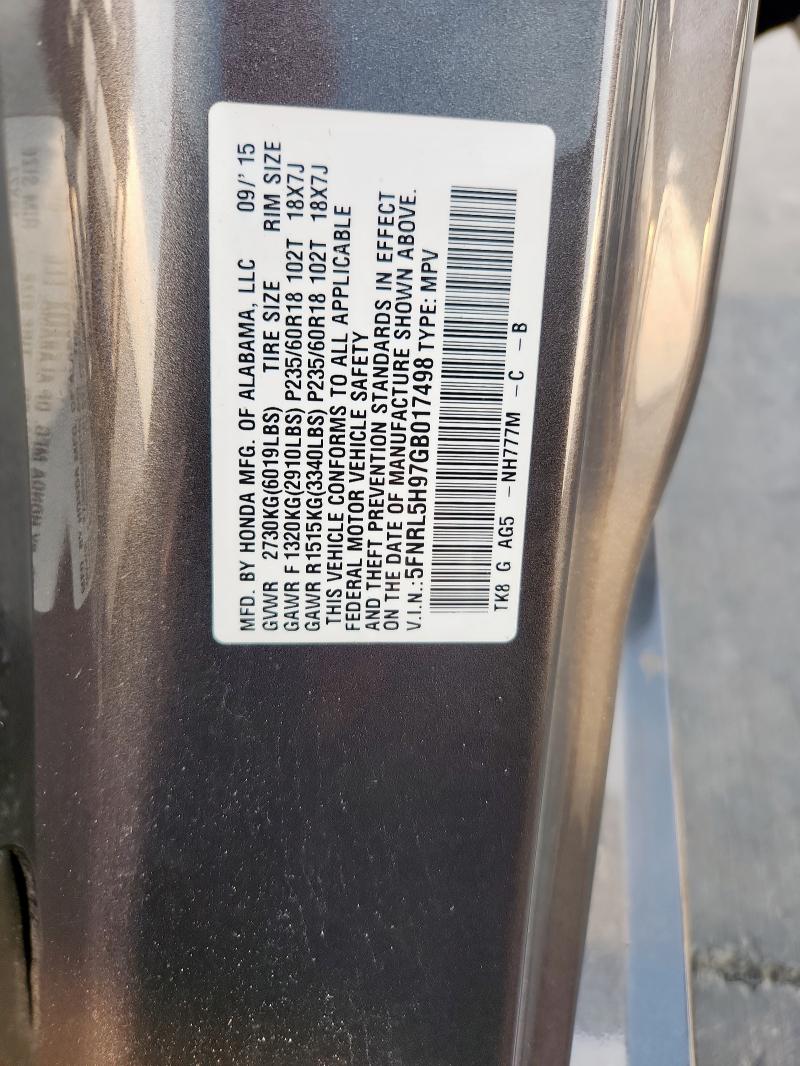 MFD. BY HONDA MFG. OF ALABAMA, LLC 09/' 15
GVWR 2730KG(6019LBS) TIRE SIZE RIM SIZE
GAWR F 1320KG(2910LBS) P235/60R18 102T 18X7J
GAWR R1515KG(3340LBS) P235/60R18 102T 18X7J
THIS VEHICLE CONFORMS TO ALL APPLICABLE
FEDERAL MOTOR VEHICLE SAFETY
AND THEFT PREVENTION STANDARDS IN EFFECT
ON THE DATE OF MANUFACTURE SHOWN ABOVE.
V.I.N.:5FNRL5H97GB017498 TYPE: MPV
TK8 G AG5 -NH777M -C -B